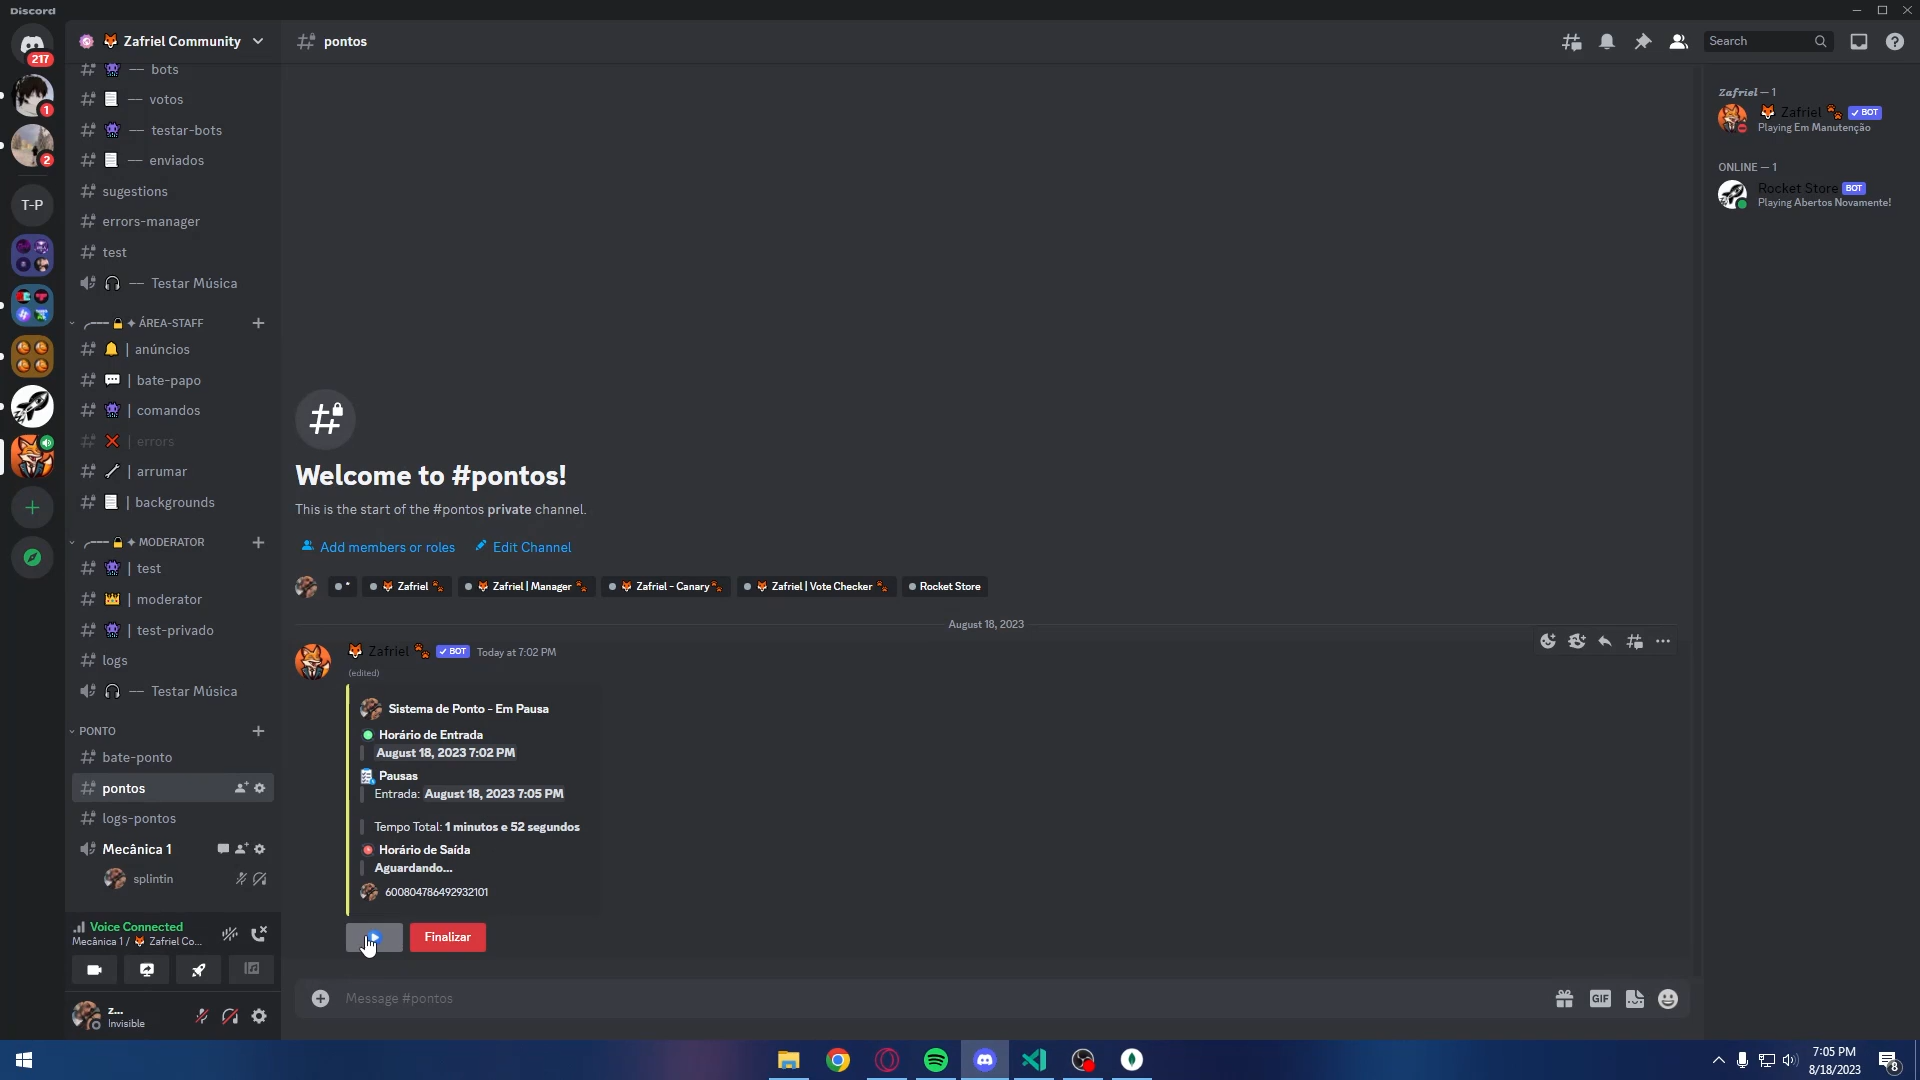 Discord
217
1
2
T-P
Zafriel Community
— bots
— votos
— testar-bots
— enviados
sugestions
errors-manager
test
— Testar Música
✦ ÁREA-STAFF
| anúncios
| bate-papo
| comandos
| errors
| arrumar
| backgrounds
✦ MODERATOR
| test
| moderator
| test-privado
logs
— Testar Música
PONTO
bate-ponto
pontos
logs-pontos
Mecânica 1
splintin
Voice Connected
Mecânica 1 / Zafriel Co...
z...
Invisible
pontos
Search
Welcome to #pontos!
This is the start of the #pontos private channel.
Add members or roles
Edit Channel
*
Zafriel
Zafriel | Manager
Zafriel - Canary
Zafriel | Vote Checker
Rocket Store
August 18, 2023
Zafriel
✓ BOT
Today at 7:02 PM
(edited)
Sistema de Ponto - Em Pausa
Horário de Entrada
August 18, 2023 7:02 PM
Pausas
Entrada: August 18, 2023 7:05 PM
Tempo Total: 1 minutos e 52 segundos
Horário de Saída
Aguardando...
600804786492932101
Finalizar
Message #pontos
GIF
Zafriel — 1
Zafriel
✓ BOT
Playing Em Manutenção
ONLINE — 1
Rocket Store BOT
Playing Abertos Novamente!
7:05 PM
8/18/2023
8